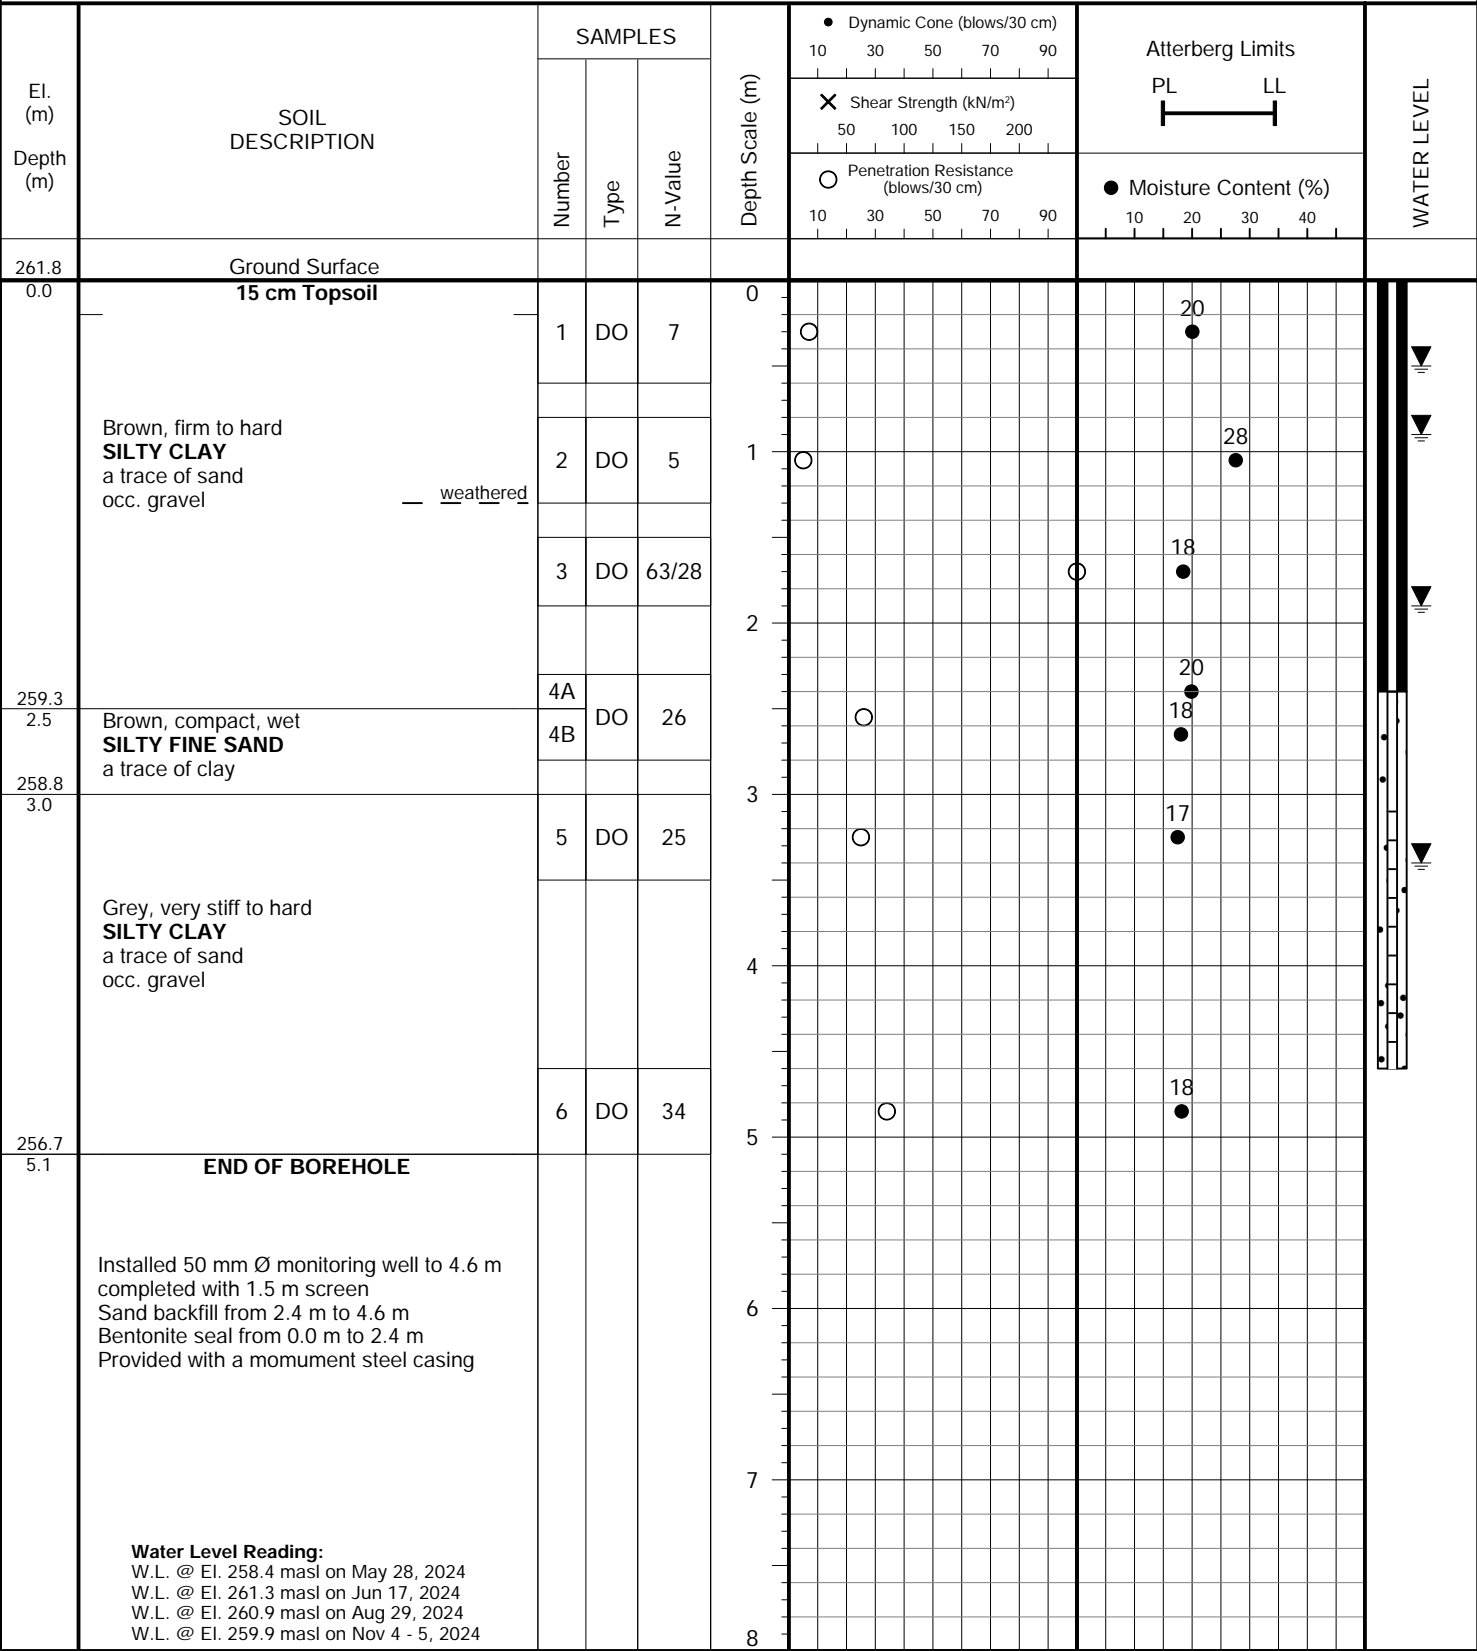 El.
(m)
Depth
(m)
SOIL
DESCRIPTION
SAMPLES
Number
Type
N-Value
Depth Scale (m)
Dynamic Cone (blows/30 cm)
10 30 50 70 90
Shear Strength (kN/m²)
50 100 150 200
Penetration Resistance
(blows/30 cm)
10 30 50 70 90
Atterberg Limits
PL LL
Moisture Content (%)
10 20 30 40
WATER LEVEL
261.8 Ground Surface
0.0 15 cm Topsoil 0
1 DO 7 20
Brown, firm to hard
SILTY CLAY
a trace of sand
occ. gravel
weathered
2 DO 5 1 28
3 DO 63/28 18
2
259.3 4A 20
2.5 Brown, compact, wet
SILTY FINE SAND
a trace of clay
DO 26
4B 18
258.8
3.0 3
5 DO 25 17
Grey, very stiff to hard
SILTY CLAY
a trace of sand
occ. gravel
4
6 DO 34 18
256.7 5
5.1 END OF BOREHOLE
Installed 50 mm Ø monitoring well to 4.6 m
completed with 1.5 m screen
Sand backfill from 2.4 m to 4.6 m
Bentonite seal from 0.0 m to 2.4 m
Provided with a momument steel casing
6
7
Water Level Reading:
W.L. @ El. 258.4 masl on May 28, 2024
W.L. @ El. 261.3 masl on Jun 17, 2024
W.L. @ El. 260.9 masl on Aug 29, 2024
W.L. @ El. 259.9 masl on Nov 4 - 5, 2024
8